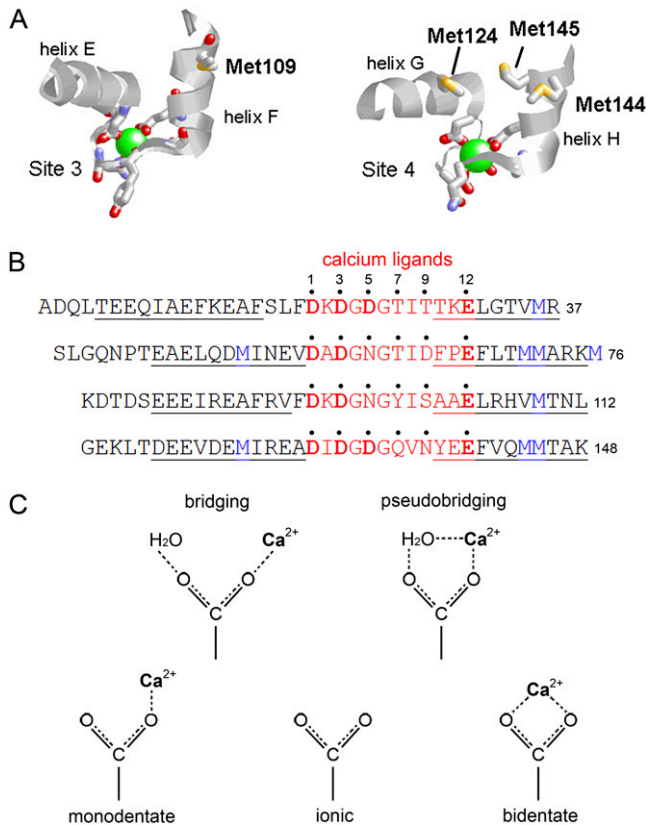 A
helix E
Met109
helix F
Site 3
Met124
Met145
helix G
Met144
helix H
Site 4
B
calcium ligands
1 3 5 7 9 12
ADQLTEEQIAEFKEAFSLFDKDGDGTITTKELGTVMR 37
SLGQNPTEAELQDMINEVDADGNGTIDFPEFLTMMARKM 76
KDTDSEEEIREAFRVFDKDGNGYISAAELRHVMTNL 112
GEKLTDEEVDEMIREADIDGDGQVNYEEFVQMMTAK 148
C
bridging
pseudobridging
H₂O Ca²⁺
H₂O Ca²⁺
O O
O O
C
C
Ca²⁺
Ca²⁺
O O
O O
O O
C
C
C
monodentate
ionic
bidentate